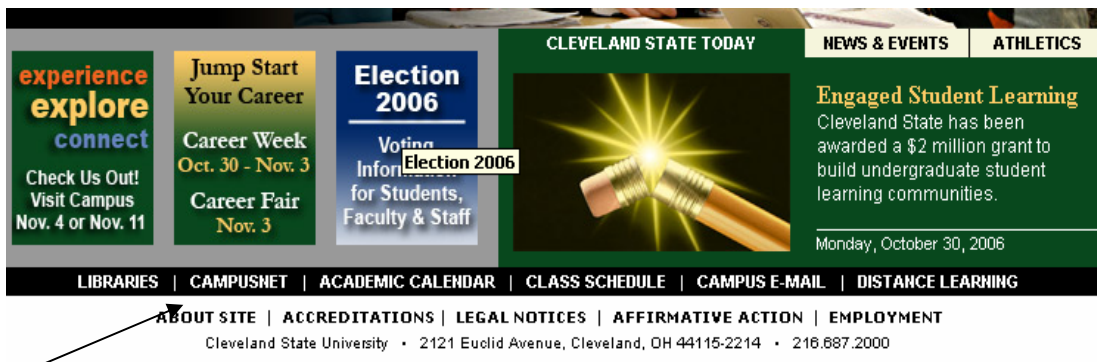 experience
explore
connect
Check Us Out!
Visit Campus
Nov. 4 or Nov. 11
Jump Start
Your Career
Career Week
Oct. 30 - Nov. 3
Career Fair
Nov. 3
Election
2006
Voting
for Students,
Faculty & Staff
Election 2006
CLEVELAND STATE TODAY
NEWS & EVENTS
ATHLETICS
Engaged Student Learning
Cleveland State has been
awarded a $2 million grant to
build undergraduate student
learning communities.
Monday, October 30, 2006
LIBRARIES | CAMPUSNET | ACADEMIC CALENDAR | CLASS SCHEDULE | CAMPUS E-MAIL | DISTANCE LEARNING
ABOUT SITE | ACCREDITATIONS | LEGAL NOTICES | AFFIRMATIVE ACTION | EMPLOYMENT
Cleveland State University • 2121 Euclid Avenue, Cleveland, OH 44115-2214 • 216.687.2000